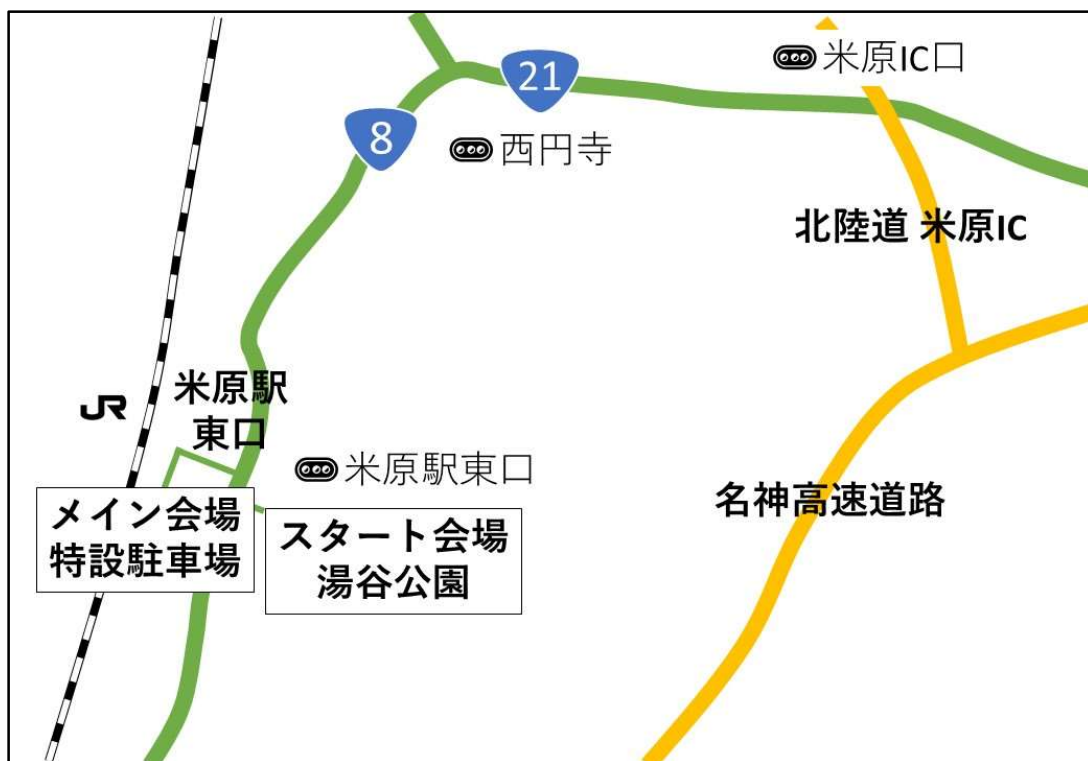 米原IC口
21
8
西円寺
北陸道 米原IC
JR
米原駅
東口
米原駅東口
メイン会場
特設駐車場
スタート会場
湯谷公園
名神高速道路